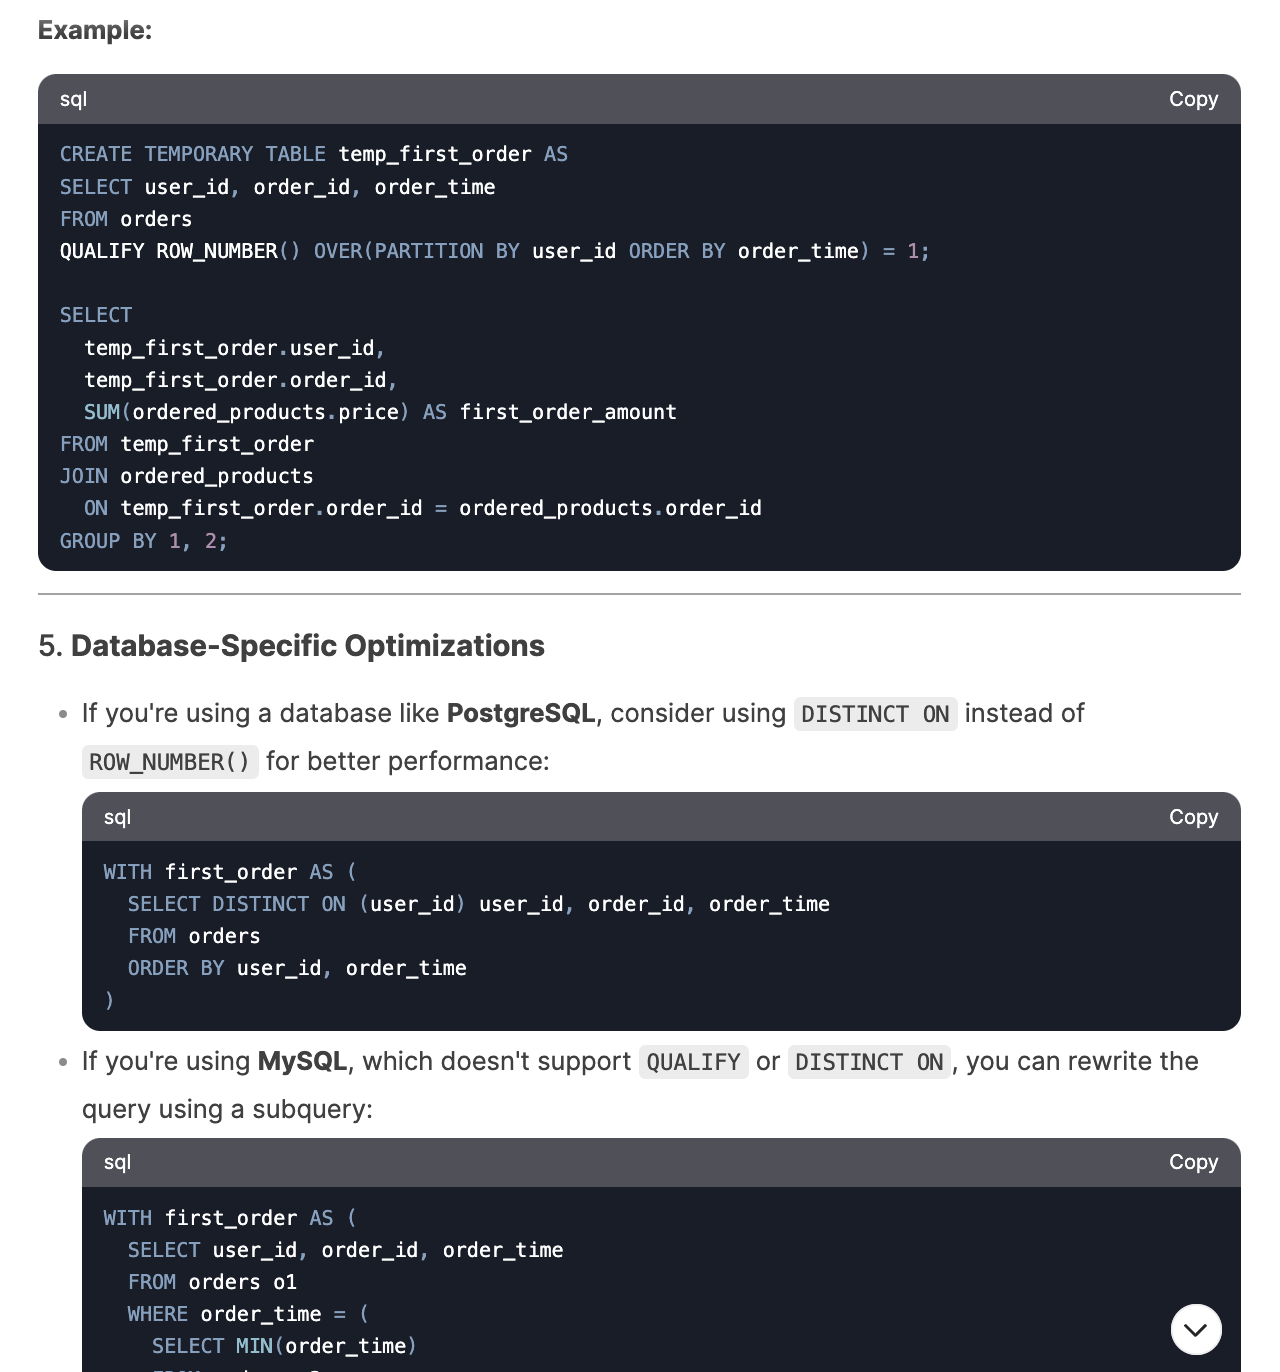 Example:
sql
Copy
CREATE TEMPORARY TABLE temp_first_order AS
SELECT user_id, order_id, order_time
FROM orders
QUALIFY ROW_NUMBER() OVER(PARTITION BY user_id ORDER BY order_time) = 1;
SELECT
  temp_first_order.user_id,
  temp_first_order.order_id,
  SUM(ordered_products.price) AS first_order_amount
FROM temp_first_order
JOIN ordered_products
  ON temp_first_order.order_id = ordered_products.order_id
GROUP BY 1, 2;
5. Database-Specific Optimizations
• If you're using a database like PostgreSQL, consider using DISTINCT ON instead of
ROW_NUMBER() for better performance:
sql
Copy
WITH first_order AS (
  SELECT DISTINCT ON (user_id) user_id, order_id, order_time
  FROM orders
  ORDER BY user_id, order_time
)
• If you're using MySQL, which doesn't support QUALIFY or DISTINCT ON, you can rewrite the
query using a subquery:
sql
Copy
WITH first_order AS (
  SELECT user_id, order_id, order_time
  FROM orders o1
  WHERE order_time = (
    SELECT MIN(order_time)